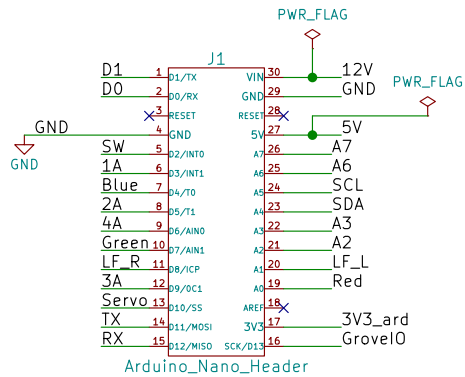 PWR_FLAG
J1
D1 1 D1/TX VIN 30 12V
PWR_FLAG
D0 2 D0/RX GND 29 GND
3 RESET RESET 28
GND 4 GND 5V 27 5V
GND
SW 5 D2/INT0 A7 26 A7
1A 6 D3/INT1 A6 25 A6
Blue 7 D4/T0 A5 24 SCL
2A 8 D5/T1 A4 23 SDA
4A 9 D6/AIN0 A3 22 A3
Green 10 D7/AIN1 A2 21 A2
LF_R 11 D8/ICP A1 20 LF_L
3A 12 D9/OC1 A0 19 Red
Servo 13 D10/SS AREF 18
TX 14 D11/MOSI 3V3 17 3V3_ard
RX 15 D12/MISO SCK/D13 16 GroveIO
Arduino_Nano_Header